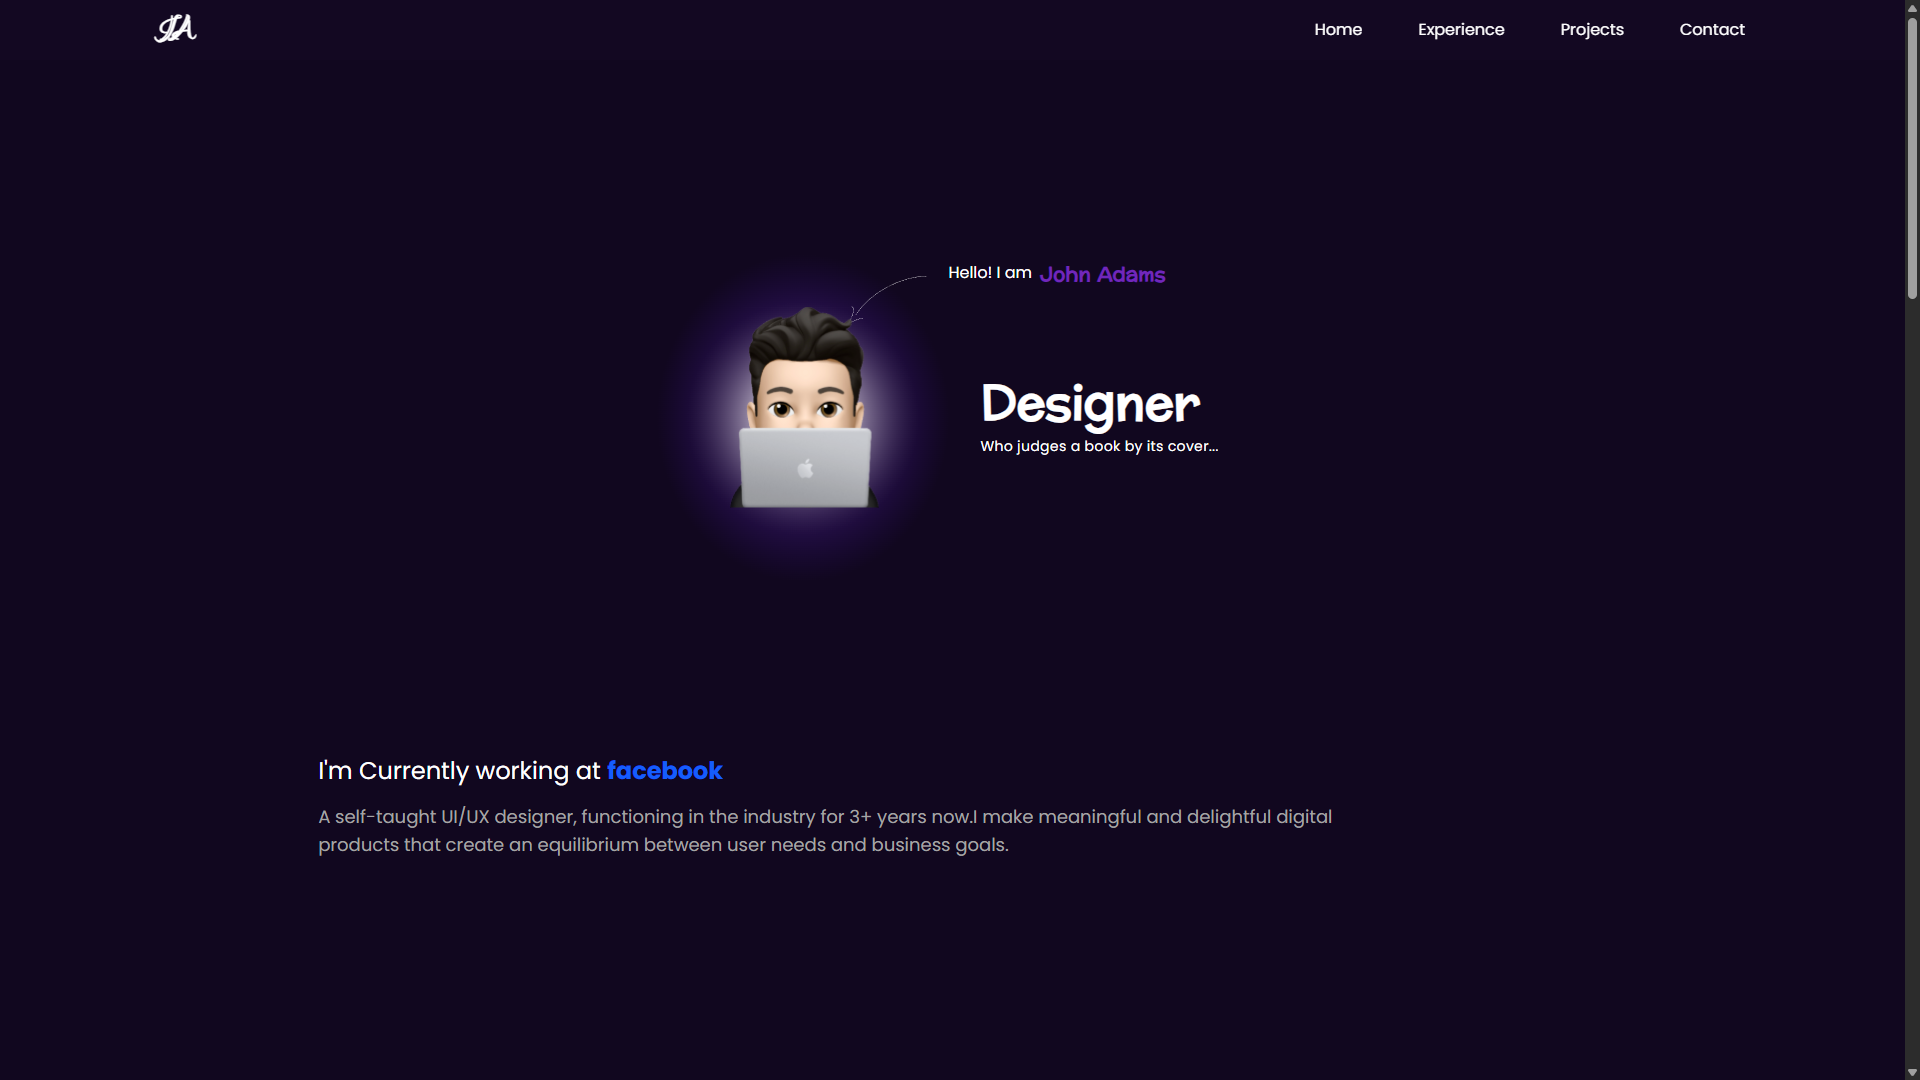 JA
Home
Experience
Projects
Contact
Hello! I am John Adams
Designer
Who judges a book by its cover...
I'm Currently working at facebook
A self-taught UI/UX designer, functioning in the industry for 3+ years now.I make meaningful and delightful digital
products that create an equilibrium between user needs and business goals.